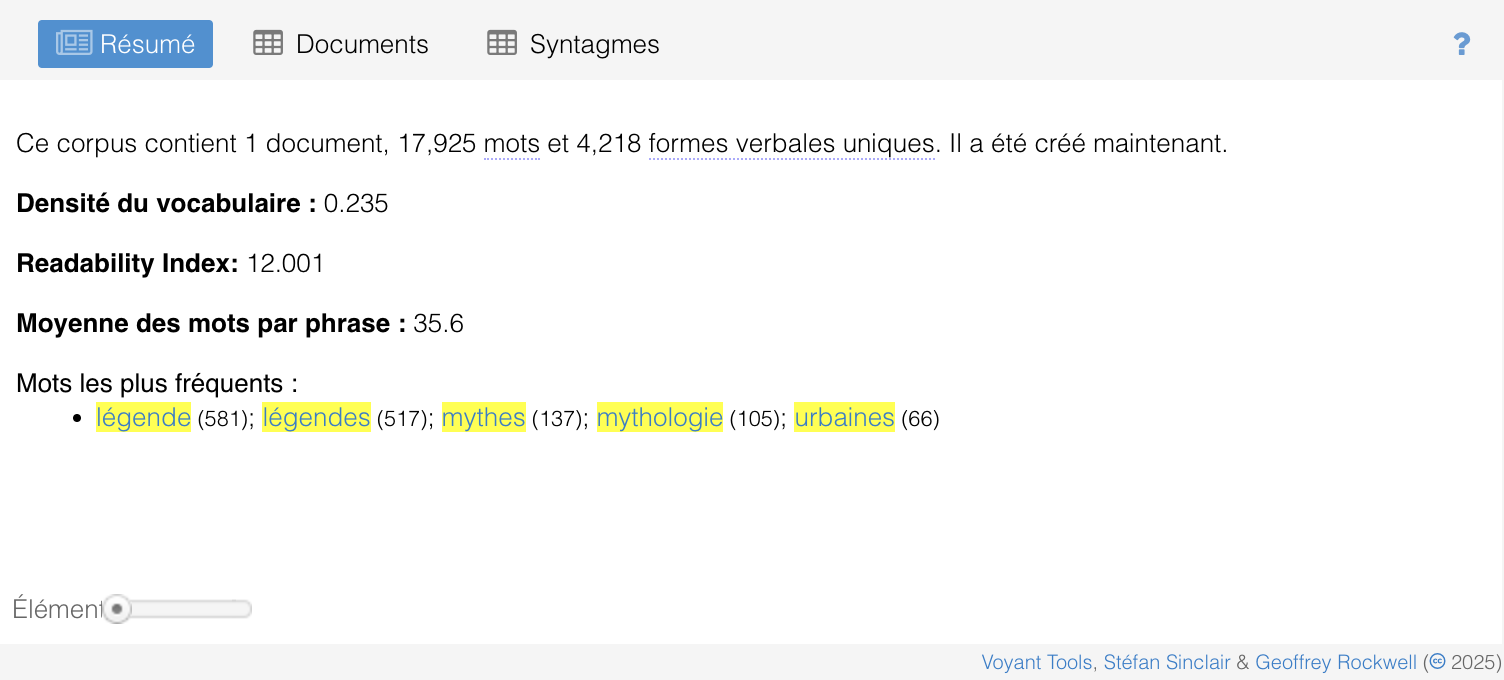 Résumé Documents Syntagmes ?
Ce corpus contient 1 document, 17,925 mots et 4,218 formes verbales uniques. Il a été créé maintenant.
Densité du vocabulaire : 0.235
Readability Index: 12.001
Moyenne des mots par phrase : 35.6
Mots les plus fréquents :
• légende (581); légendes (517); mythes (137); mythologie (105); urbaines (66)
Élément
Voyant Tools, Stéfan Sinclair & Geoffrey Rockwell (cc 2025)